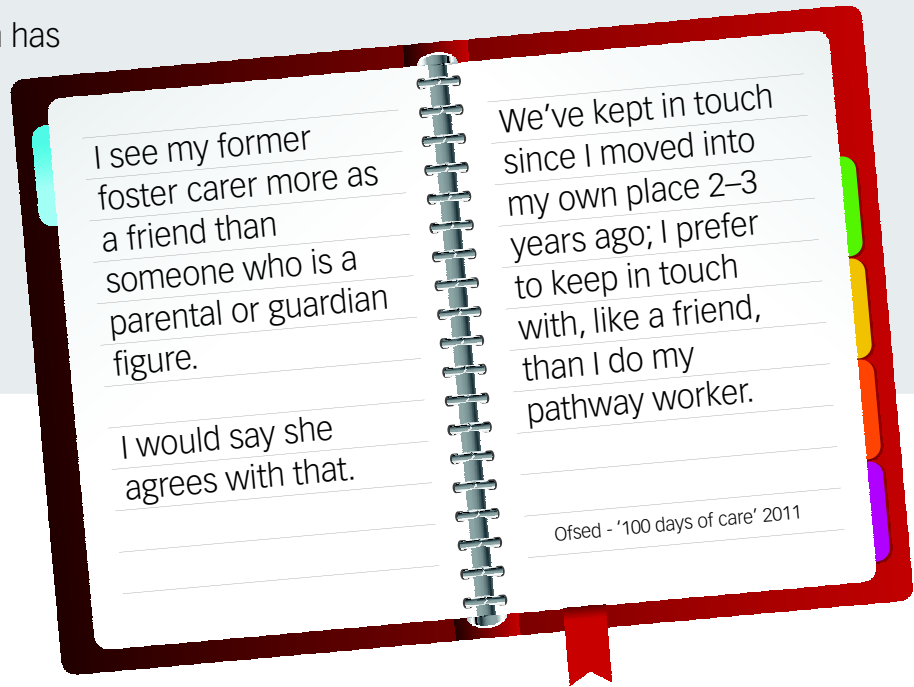 has
I see my former
foster carer more as
a friend than
someone who is a
parental or guardian
figure.
I would say she
agrees with that.
We've kept in touch
since I moved into
my own place 2–3
years ago; I prefer
to keep in touch
with, like a friend,
than I do my
pathway worker.
Ofsed - '100 days of care' 2011